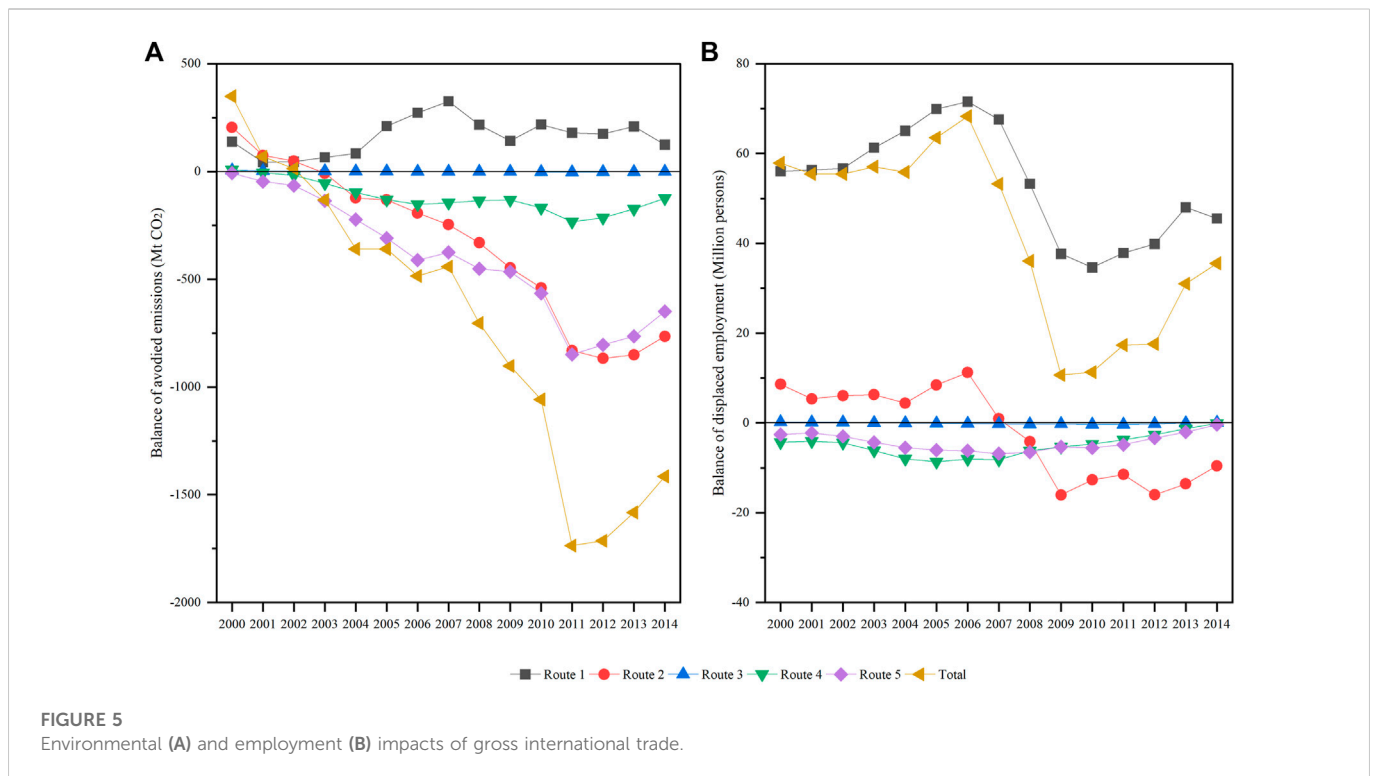 A
B
500
0
-500
-1000
-1500
-2000
Balance of avodied emissions (Mt CO₂)
2000 2001 2002 2003 2004 2005 2006 2007 2008 2009 2010 2011 2012 2013 2014
80
60
40
20
0
-20
-40
Balance of displaced employment (Million persons)
2000 2001 2002 2003 2004 2005 2006 2007 2008 2009 2010 2011 2012 2013 2014
Route 1 Route 2 Route 3 Route 4 Route 5 Total
FIGURE 5
Environmental (A) and employment (B) impacts of gross international trade.